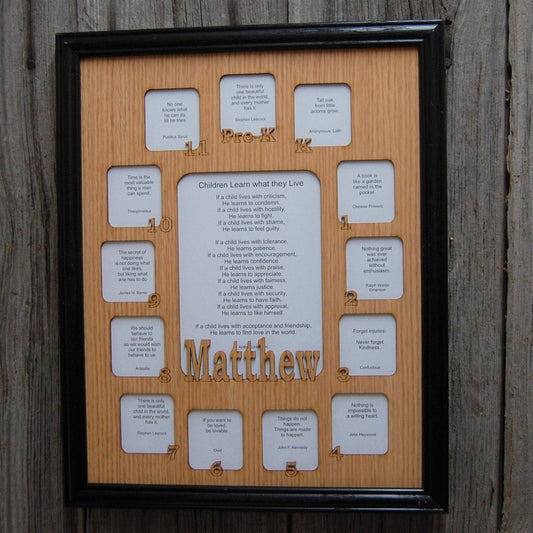 There is only
one beautiful
child in the world,
and every mother
has it.
Stephen Leacock
Pre-K
Tall oak
from little
acorns grow.
Anonymous: Latin
K
A book is
like a garden
carried in the
pocket.
Chinese Proverb
1
Nothing great
was ever
achieved
without
enthusiasm.
Ralph Waldo
Emerson
2
Forget injuries:
Never forget
Kindness.
Confucious
3
Nothing is
impossible to
a willing heart.
John Heywood
4
Things do not
happen.
Things are made
to happen.
John F. Kennedy
5
If you want to
be loved,
be lovable.
Ovid
6
There is only
one beautiful
child in the world,
and every mother
has it.
Stephen Leacock
7
We should
behave to
our friends
as we would
wish our
friends to
behave to us.
Aristotle
8
The secret of
happiness
is not doing what
one likes,
but liking what
one has to do
James M. Barrie
9
Time is the
most valuable
thing a man can
spend.
Theophrastus
10
No one
knows what
he can do
till he tries
Publilius Syrus
11
Children Learn what they Live
If a child lives with criticism,
He learns to condemn.
If a child lives with hostility,
He learns to fight.
If a child lives with shame,
He learns to feel guilty.
If a child lives with tolerance,
He learns patience.
If a child lives with encouragement,
He learns confidence.
If a child lives with praise,
He learns to appreciate.
If a child lives with fairness,
He learns justice.
If a child lives with security,
He learns to have faith.
If a child lives with approval,
He learns to like himself.
If a child lives with acceptance and friendship,
He learns to find love in the world.
Matthew